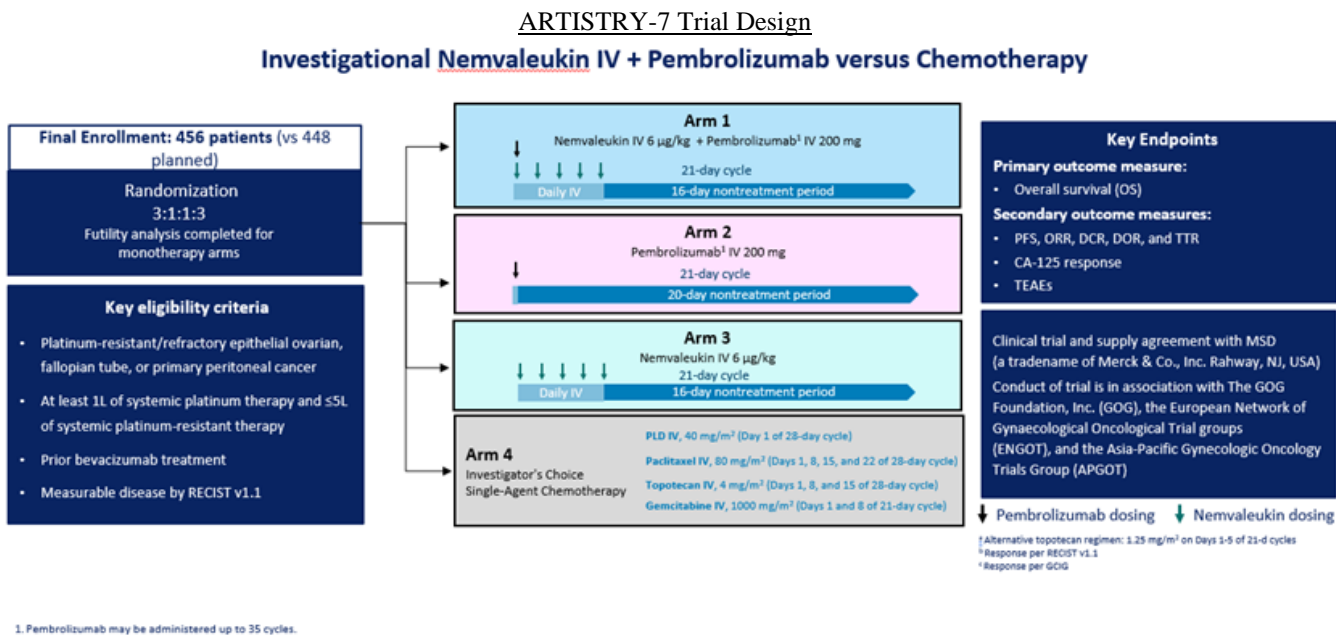 ARTISTRY-7 Trial Design
Investigational Nemvaleukin IV + Pembrolizumab versus Chemotherapy
Final Enrollment: 456 patients (vs 448
planned)
Randomization
3:1:1:3
Futility analysis completed for
monotherapy arms
Key eligibility criteria
• Platinum-resistant/refractory epithelial ovarian,
fallopian tube, or primary peritoneal cancer
• At least 1L of systemic platinum therapy and ≤5L
of systemic platinum-resistant therapy
• Prior bevacizumab treatment
• Measurable disease by RECIST v1.1
Arm 1
Nemvaleukin IV 6 µg/kg + Pembrolizumab¹ IV 200 mg
21-day cycle
Daily IV
16-day nontreatment period
Arm 2
Pembrolizumab¹ IV 200 mg
21-day cycle
20-day nontreatment period
Arm 3
Nemvaleukin IV 6 µg/kg
21-day cycle
Daily IV
16-day nontreatment period
Arm 4
Investigator's Choice
Single-Agent Chemotherapy
PLD IV, 40 mg/m² (Day 1 of 28-day cycle)
Paclitaxel IV, 80 mg/m² (Days 1, 8, 15, and 22 of 28-day cycle)
Topotecan IV, 4 mg/m² (Days 1, 8, and 15 of 28-day cycle)
Gemcitabine IV, 1000 mg/m² (Days 1 and 8 of 21-day cycle)
Key Endpoints
Primary outcome measure:
• Overall survival (OS)
Secondary outcome measures:
• PFS, ORR, DCR, DOR, and TTR
• CA-125 response
• TEAEs
Clinical trial and supply agreement with MSD
(a tradename of Merck & Co., Inc. Rahway, NJ, USA)
Conduct of trial is in association with The GOG
Foundation, Inc. (GOG), the European Network of
Gynaecological Oncological Trial groups
(ENGOT), and the Asia-Pacific Gynecologic Oncology
Trials Group (APGOT)
Pembrolizumab dosing
Nemvaleukin dosing
Alternative topotecan regimen: 1.25 mg/m² on Days 1-5 of 21-d cycles
ᵇ Response per RECIST v1.1
ᶜ Response per GCIG
1. Pembrolizumab may be administered up to 35 cycles.